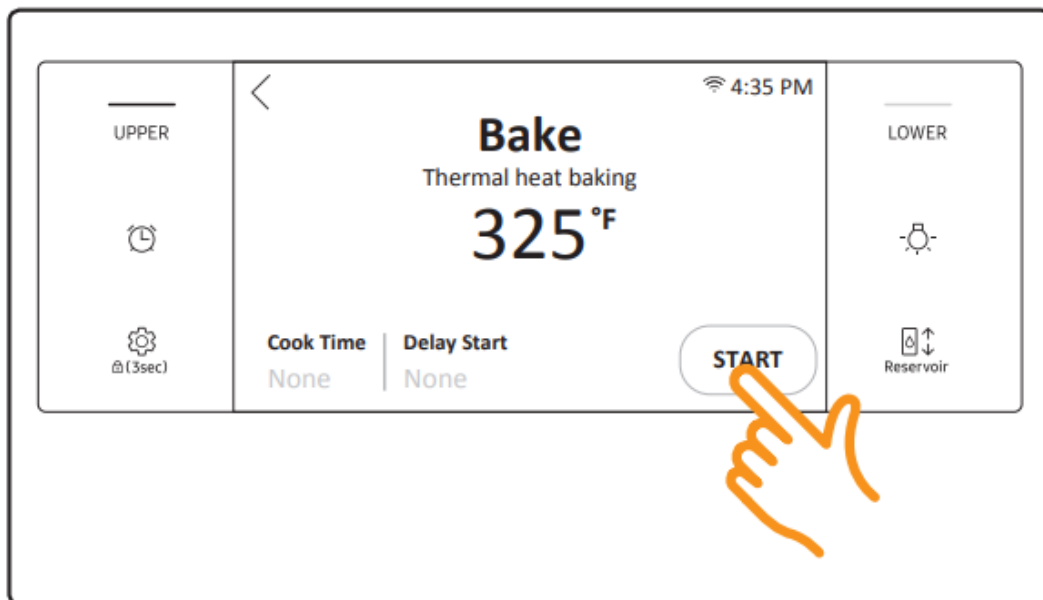 UPPER
(3sec)
4:35 PM
Bake
Thermal heat baking
325°F
Cook Time
None
Delay Start
None
START
LOWER
Reservoir